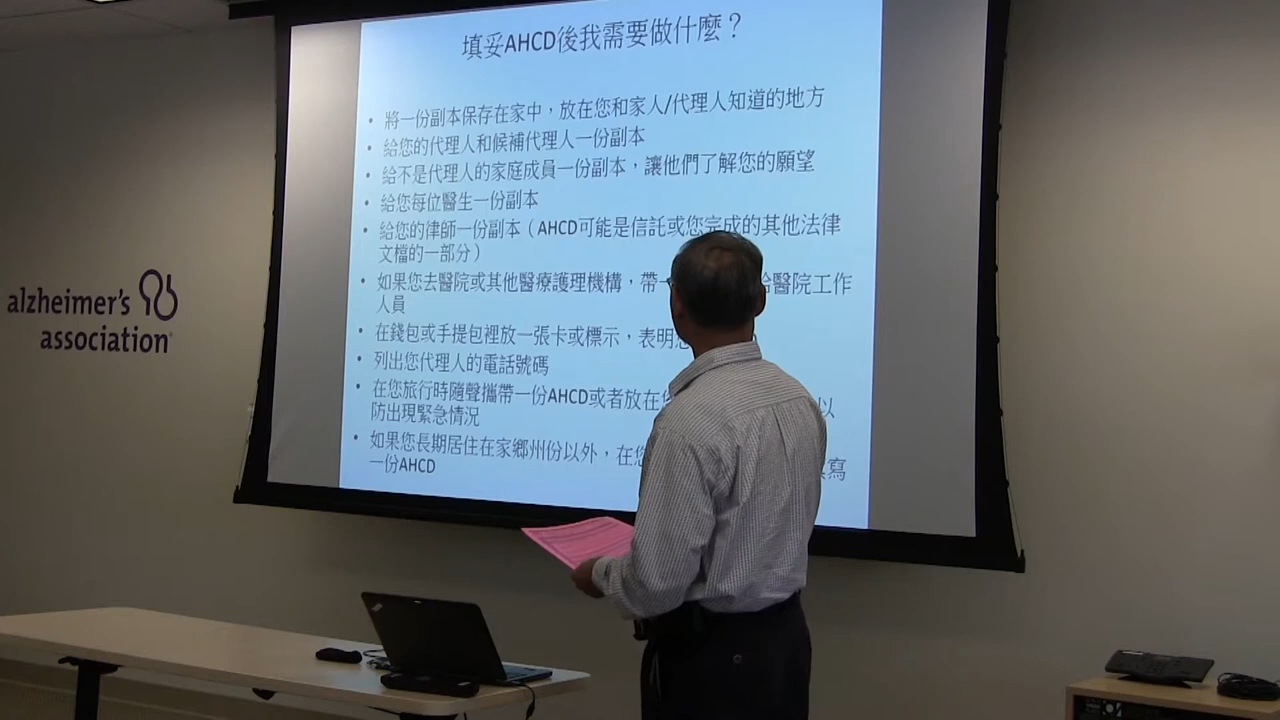 填妥AHCD後我需要做什麼？
• 將一份副本保存在家中，放在您和家人/代理人知道的地方
• 給您的代理人和候補代理人一份副本
• 給不是代理人的家庭成員一份副本，讓他們了解您的願望
• 給您每位醫生一份副本
• 給您的律師一份副本（AHCD可能是信託或您完成的其他法律
文檔的一部分）
• 如果您去醫院或其他醫療護理機構，帶一 給醫院工作
人員
• 在錢包或手提包裡放一張卡或標示，表明
• 列出您代理人的電話號碼
• 在您旅行時隨聲攜帶一份AHCD或者放在 以
防出現緊急情況
• 如果您長期居住在家鄉州份以外，在您 寫
一份AHCD
alzheimer's
association